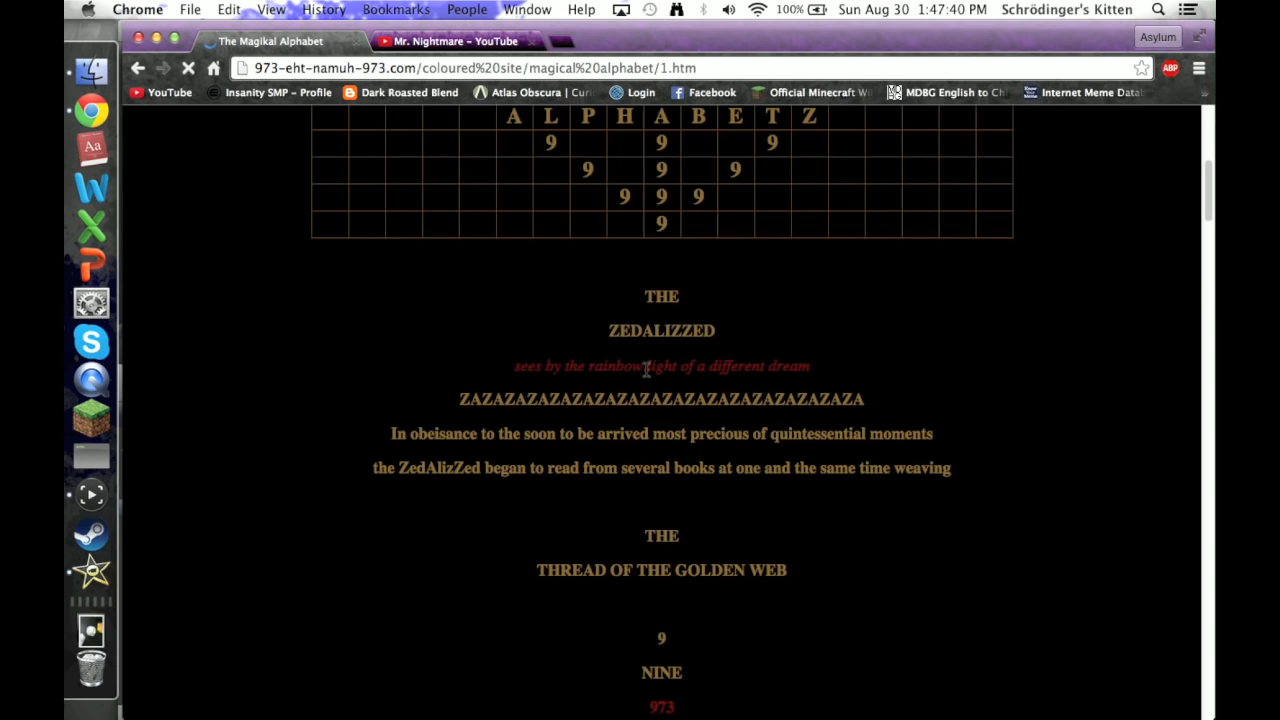 Chrome File Edit View History Bookmarks People Window Help 100% Sun Aug 30 1:47:40 PM Schrödinger's Kitten
The Magikal Alphabet Mr. Nightmare - YouTube Asylum
973-eht-namuh-973.com/coloured%20site/magical%20alphabet/1.htm ABP
YouTube Insanity SMP - Profile Dark Roasted Blend Atlas Obscura | Curi Login Facebook Official Minecraft Wi MDBG English to Chi Internet Meme Datab
A L P H A B E T Z
9 9 9
9 9 9
9 9 9
9
THE
ZEDALIZZED
sees by the rainbow light of a different dream
ZAZAZAZAZAZAZAZAZAZAZAZAZAZAZAZAZAZA
In obeisance to the soon to be arrived most precious of quintessential moments
the ZedAlizZed began to read from several books at one and the same time weaving
THE
THREAD OF THE GOLDEN WEB
9
NINE
973